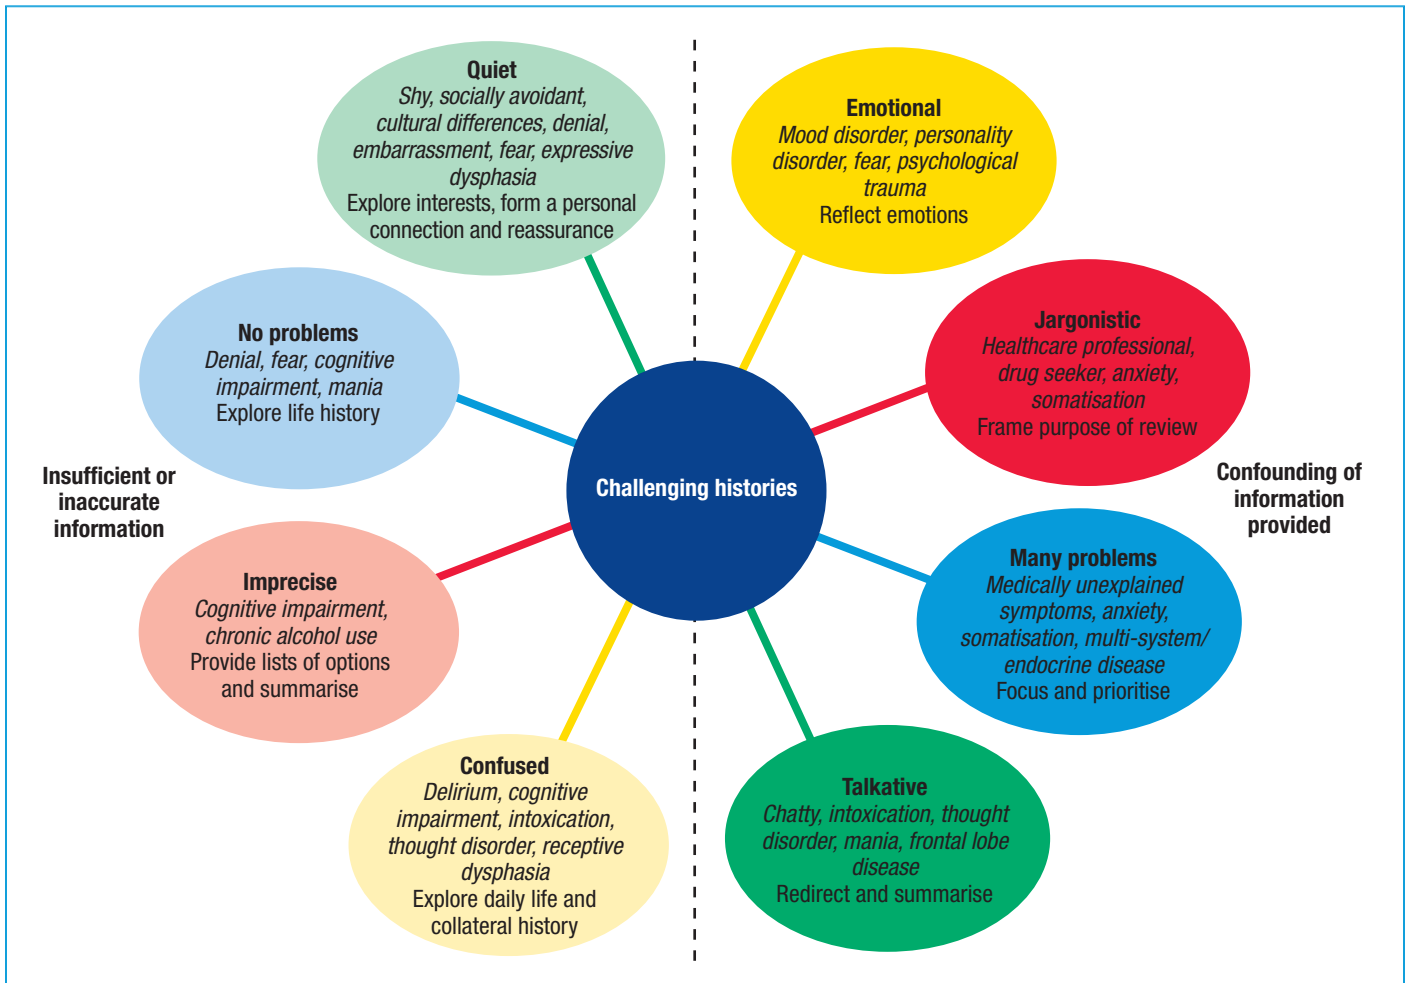 Quiet
Shy, socially avoidant,
cultural differences, denial,
embarrassment, fear, expressive
dysphasia
Explore interests, form a personal
connection and reassurance
Emotional
Mood disorder, personality
disorder, fear, psychological
trauma
Reflect emotions
No problems
Denial, fear, cognitive
impairment, mania
Explore life history
Jargonistic
Healthcare professional,
drug seeker, anxiety,
somatisation
Frame purpose of review
Insufficient or
inaccurate
information
Challenging histories
Confounding of
information
provided
Imprecise
Cognitive impairment,
chronic alcohol use
Provide lists of options
and summarise
Many problems
Medically unexplained
symptoms, anxiety,
somatisation, multi-system/
endocrine disease
Focus and prioritise
Confused
Delirium, cognitive
impairment, intoxication,
thought disorder, receptive
dysphasia
Explore daily life and
collateral history
Talkative
Chatty, intoxication, thought
disorder, mania, frontal lobe
disease
Redirect and summarise